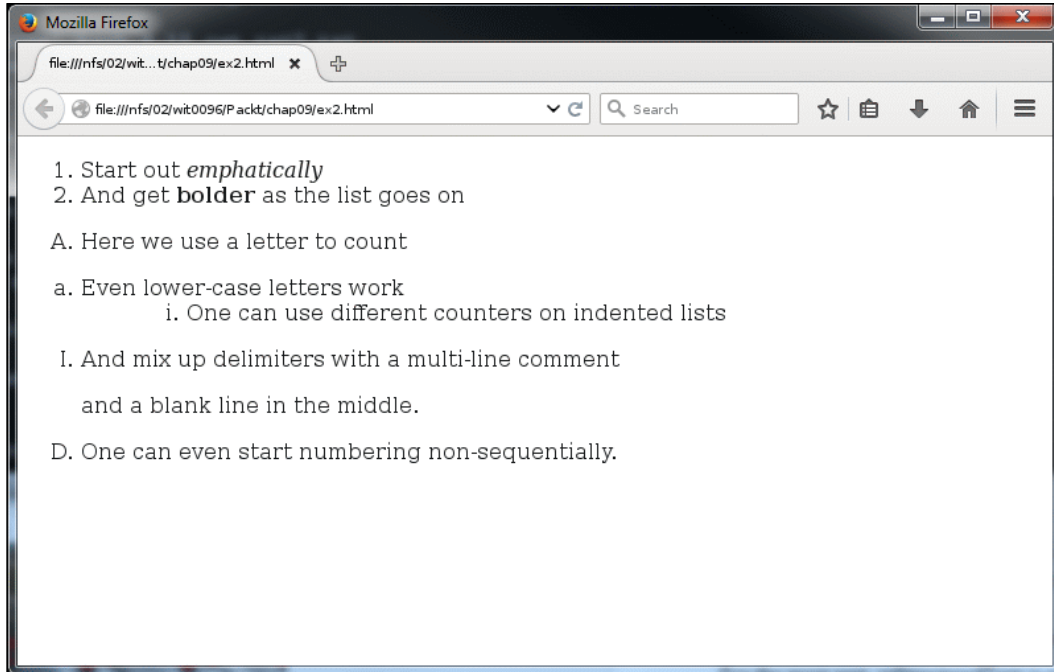 Mozilla Firefox
file:///nfs/02/wit...t/chap09/ex2.html
file:///nfs/02/wit0096/Packt/chap09/ex2.html
Search
1. Start out emphatically
2. And get bolder as the list goes on
A. Here we use a letter to count
a. Even lower-case letters work
i. One can use different counters on indented lists
I. And mix up delimiters with a multi-line comment
and a blank line in the middle.
D. One can even start numbering non-sequentially.